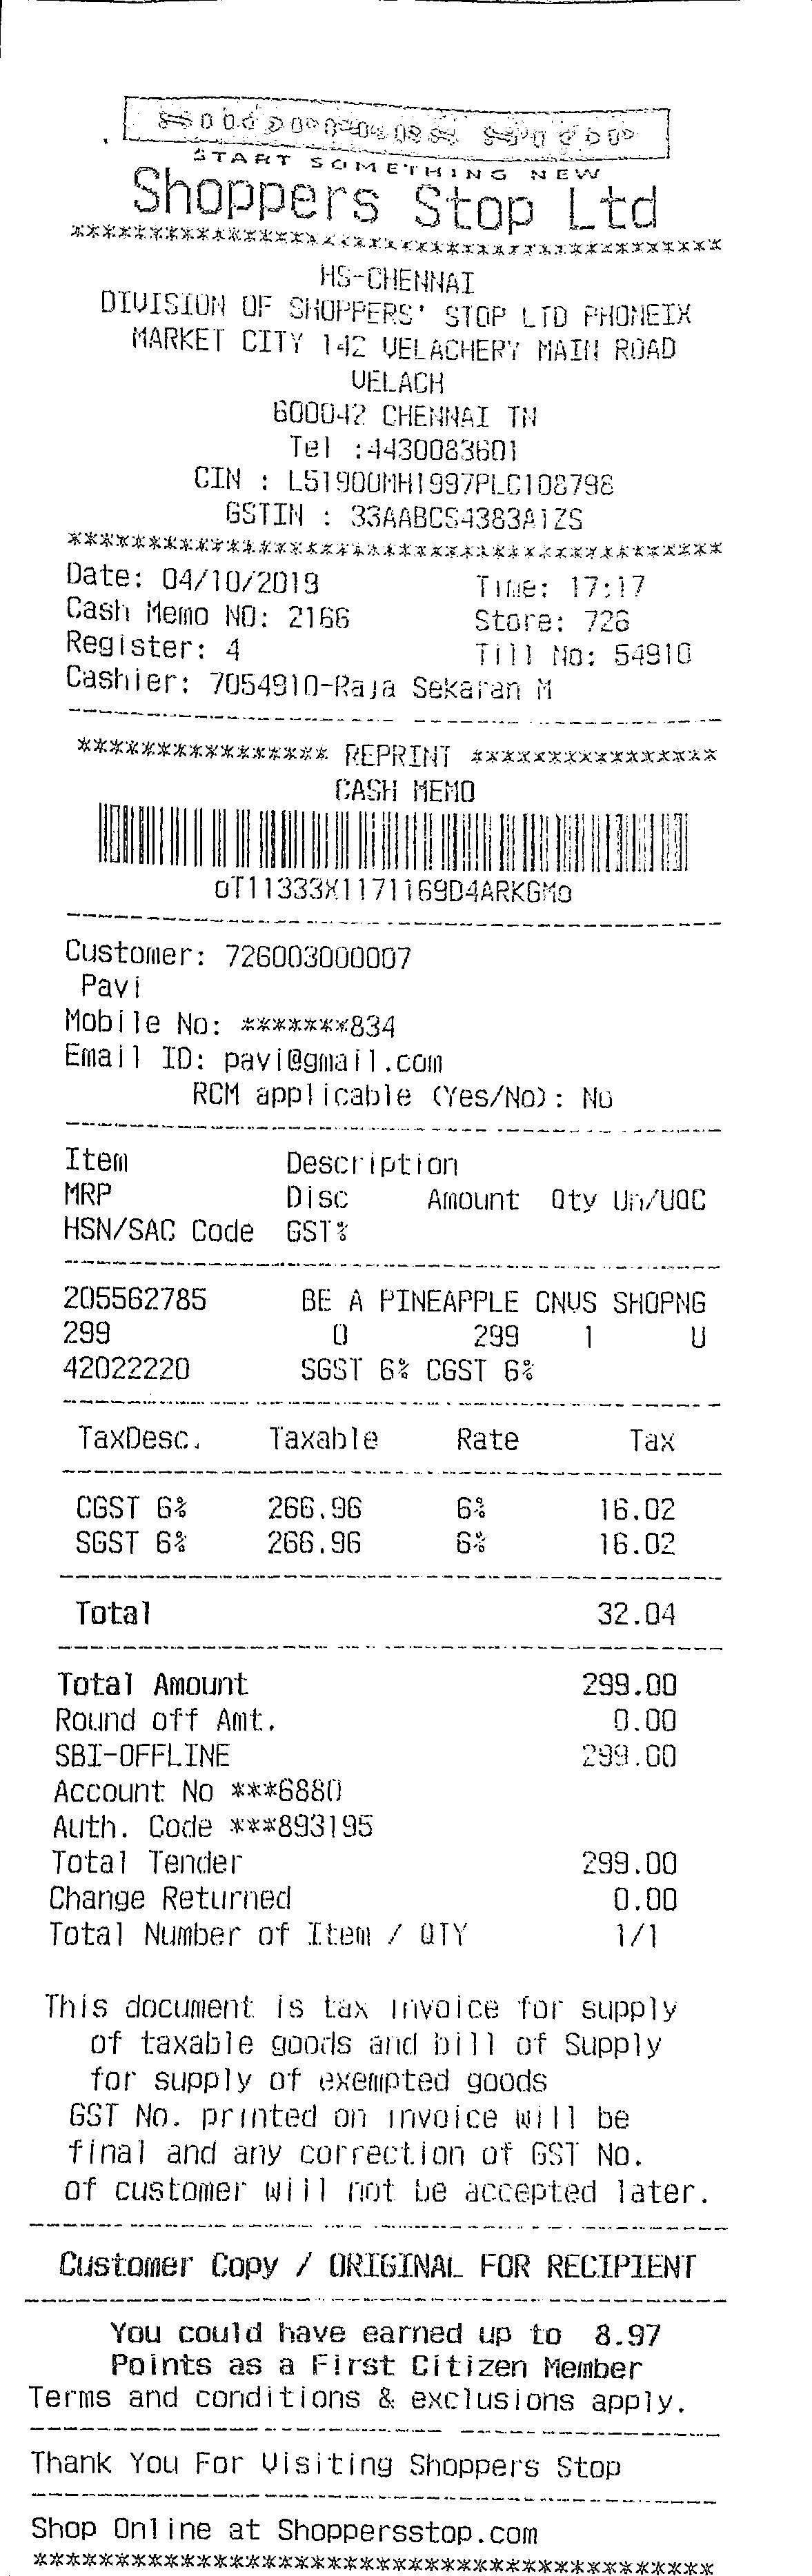 START SOMETHING NEW
Shoppers Stop Ltd
*****************************************
HS-CHENNAI
DIVISION OF SHOPPERS' STOP LTD PHONEIX
MARKET CITY 142 VELACHERY MAIN ROAD
VELACH
600042 CHENNAI TN
Tel :4430083601
CIN : L51900MH1997PLC108798
GSTIN : 33AABCS4383A1ZS
*****************************************
Date: 04/10/2019 Time: 17:17
Cash Memo NO: 2166 Store: 726
Register: 4 Till No: 54910
Cashier: 7054910-Raja Sekaran M
----------------------------------------
**************** REPRINT ****************
CASH MEMO
oT11333X1171169D4ARKGMo
----------------------------------------
Customer: 726003000007
Pavi
Mobile No: *******834
Email ID: pavi@gmail.com
RCM applicable (Yes/No): No
----------------------------------------
Item Description
MRP Disc Amount Qty Un/UOC
HSN/SAC Code GST%
----------------------------------------
205562785 BE A PINEAPPLE CNVS SHOPNG
299 0 299 1 U
42022220 SGST 6% CGST 6%
----------------------------------------
TaxDesc. Taxable Rate Tax
----------------------------------------
CGST 6% 266.96 6% 16.02
SGST 6% 266.96 6% 16.02
----------------------------------------
Total 32.04
----------------------------------------
Total Amount 299.00
Round off Amt. 0.00
SBI-OFFLINE 299.00
Account No ***6880
Auth. Code ***893195
Total Tender 299.00
Change Returned 0.00
Total Number of Item / QTY 1/1
This document is tax invoice for supply
of taxable goods and bill of Supply
for supply of exempted goods
GST No. printed on invoice will be
final and any correction of GST No.
of customer will not be accepted later.
----------------------------------------
Customer Copy / ORIGINAL FOR RECIPIENT
----------------------------------------
You could have earned up to 8.97
Points as a First Citizen Member
Terms and conditions & exclusions apply.
----------------------------------------
Thank You For Visiting Shoppers Stop
----------------------------------------
Shop Online at Shoppersstop.com
*****************************************